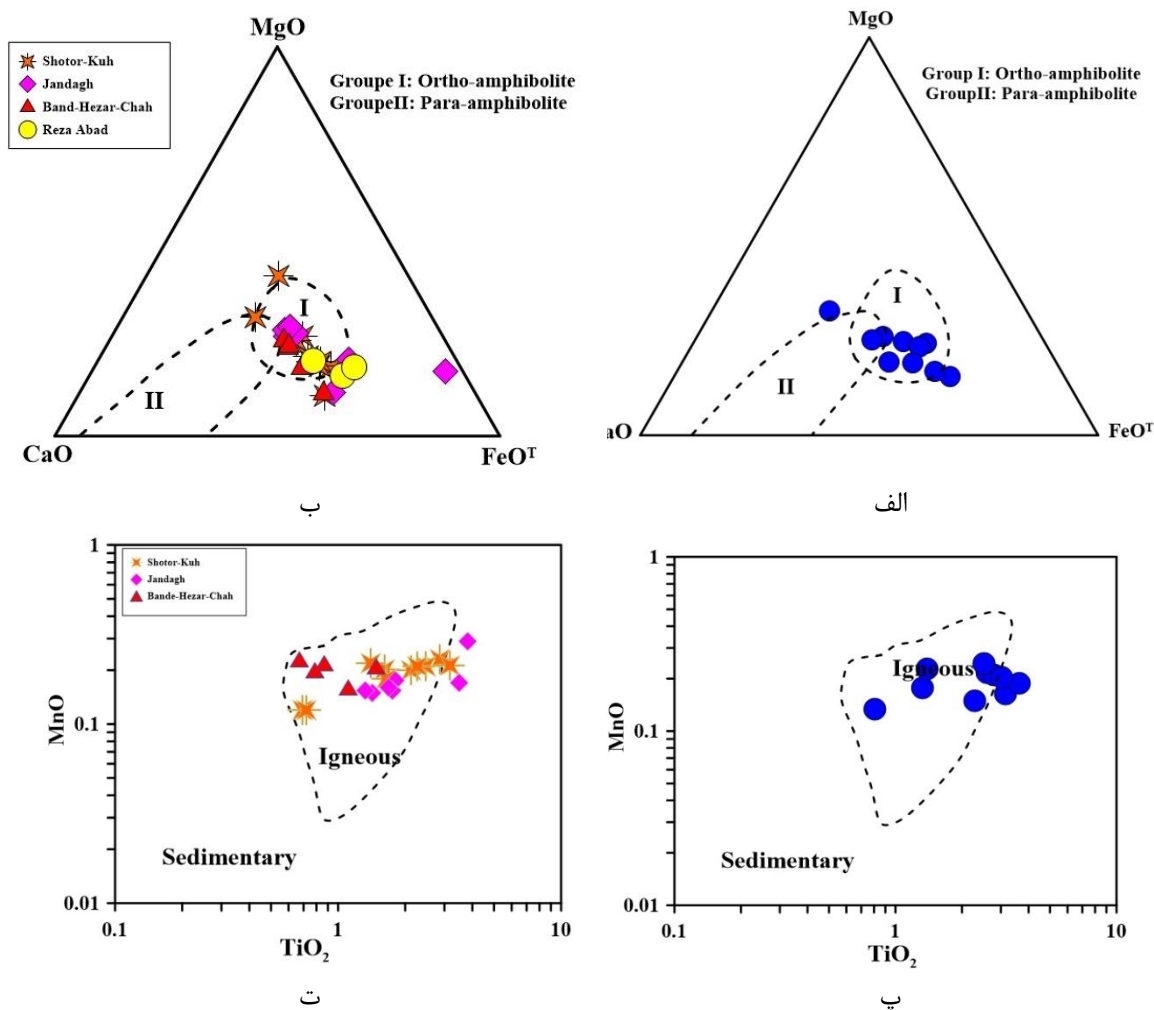 MgO
Shotor-Kuh
Jandagh
Band-Hezar-Chah
Reza Abad
Groupe I: Ortho-amphibolite
GroupeII: Para-amphibolite
I
II
CaO
FeOᵀ
ب
MgO
Group I: Ortho-amphibolite
GroupII: Para-amphibolite
I
II
aO
FeOᵀ
الف
1
Shotor-Kuh
Jandagh
Bande-Hezar-Chah
MnO
0.1
Igneous
Sedimentary
0.01
0.1
1
10
TiO₂
ت
1
Igneous
MnO
0.1
Sedimentary
0.01
0.1
1
10
TiO₂
پ